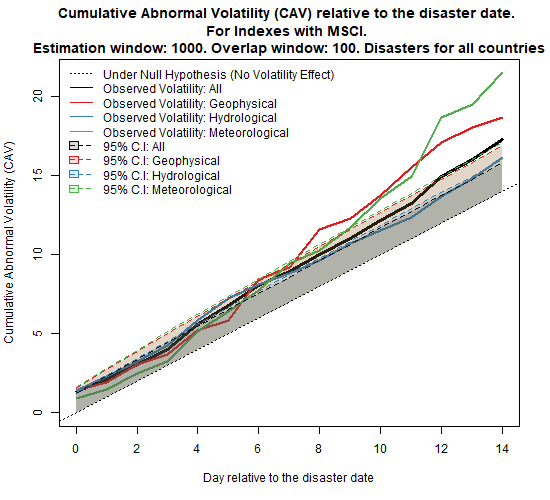 Cumulative Abnormal Volatility (CAV) relative to the disaster date.
For Indexes with MSCI.
Estimation window: 1000. Overlap window: 100. Disasters for all countries
Under Null Hypothesis (No Volatility Effect)
Observed Volatility: All
Observed Volatility: Geophysical
Observed Volatility: Hydrological
Observed Volatility: Meteorological
95% C.I: All
95% C.I: Geophysical
95% C.I: Hydrological
95% C.I: Meteorological
Cumulative Abnormal Volatility (CAV)
20
15
10
5
0
0 2 4 6 8 10 12 14
Day relative to the disaster date